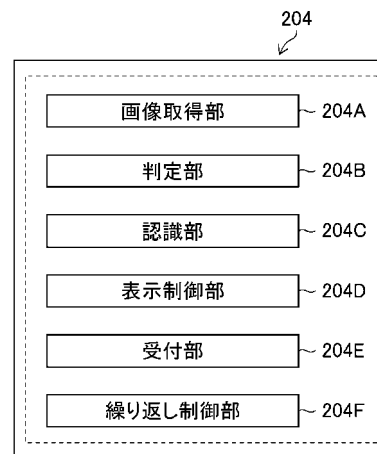 204
画像取得部 204A
判定部 204B
認識部 204C
表示制御部 204D
受付部 204E
繰り返し制御部 204F